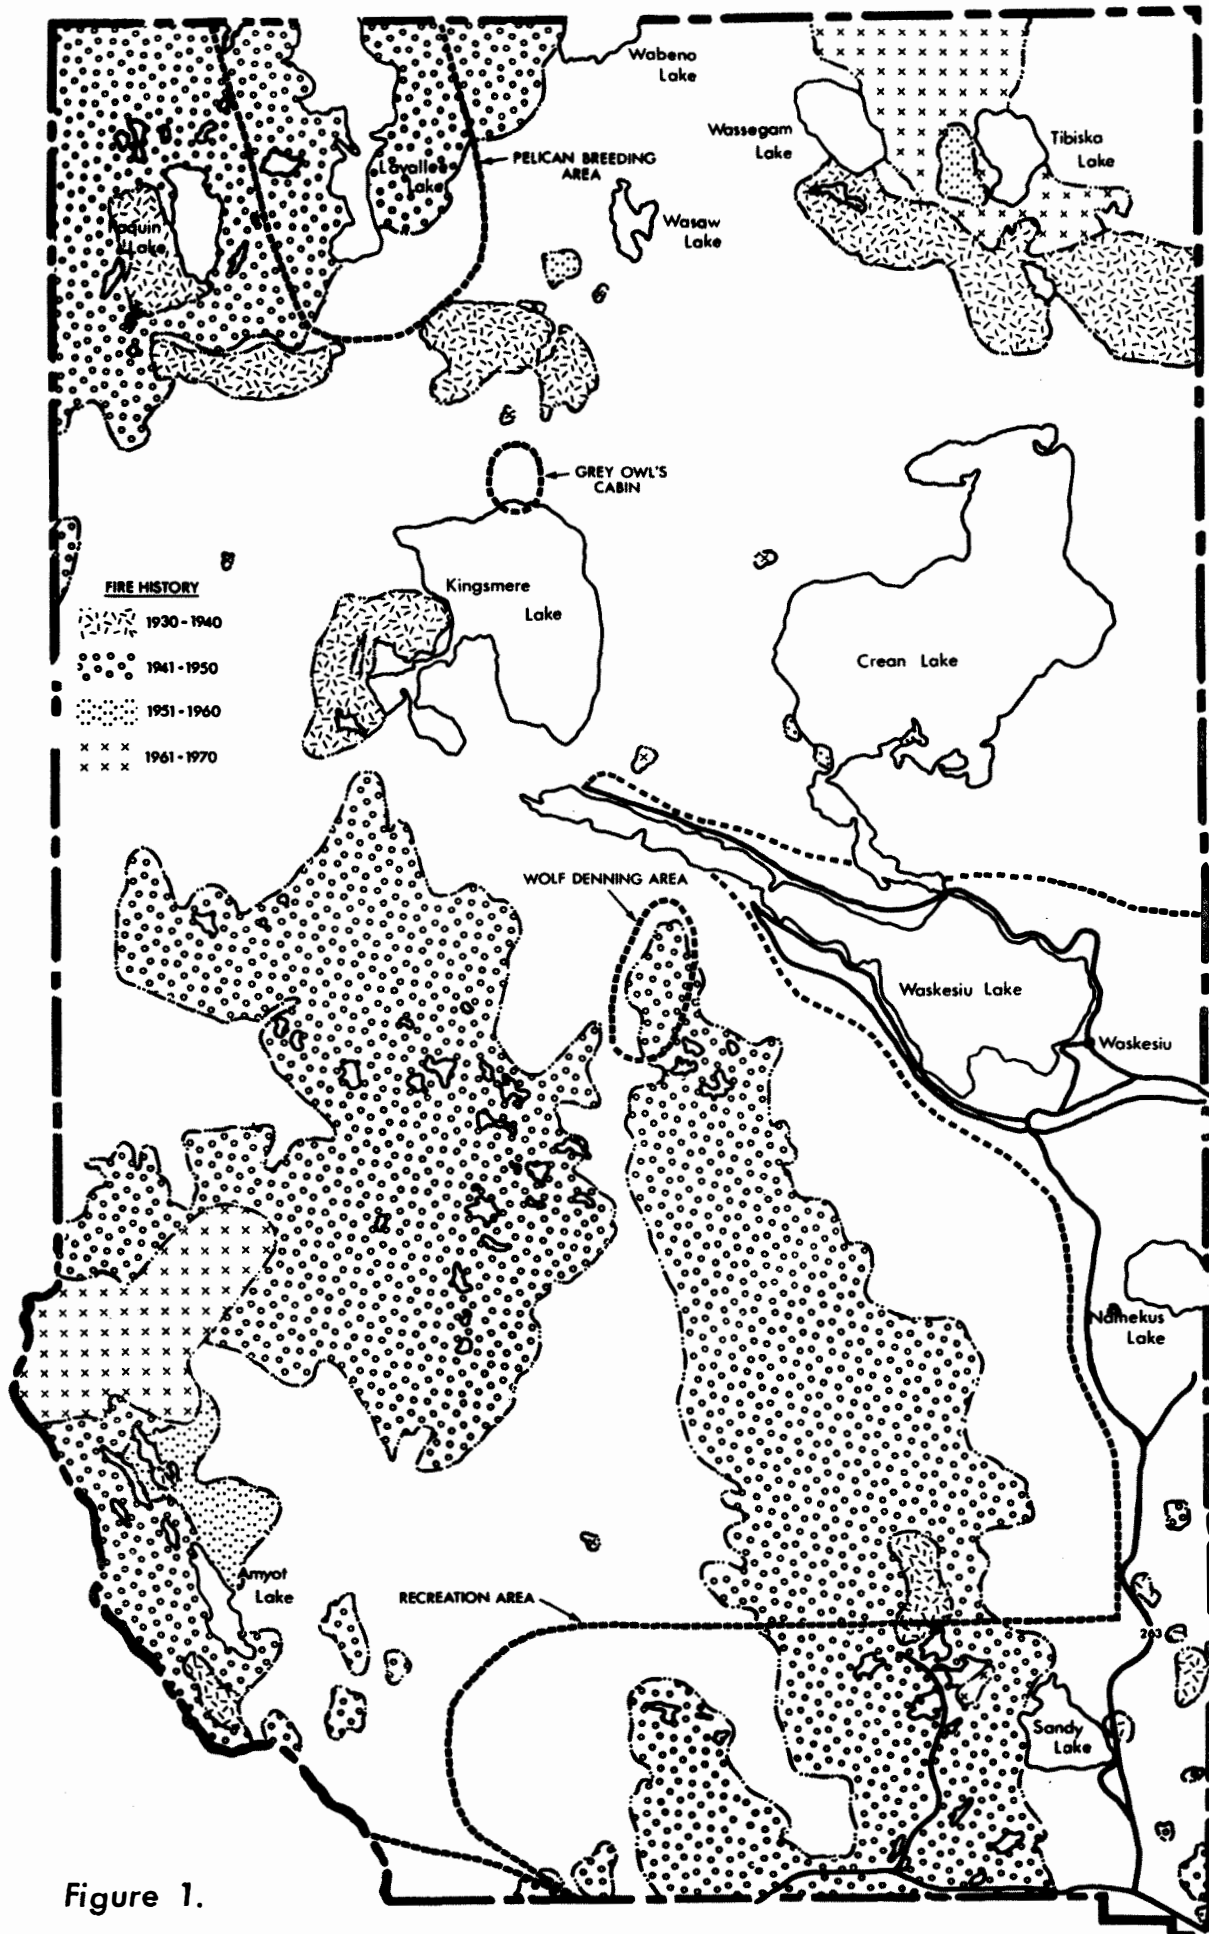 Wabeno
Lake
Wassegam
Lake
Tibiska
Lake
Lavallee
Lake
PELICAN BREEDING
AREA
Wasaw
Lake
Paquin
Lake
GREY OWL'S
CABIN
FIRE HISTORY
1930-1940
1941-1950
1951-1960
1961-1970
Kingsmere
Lake
Crean Lake
WOLF DENNING AREA
Waskesiu Lake
Waskesiu
Namekus
Lake
Amyot
Lake
RECREATION AREA
263
Sandy
Lake
Figure 1.